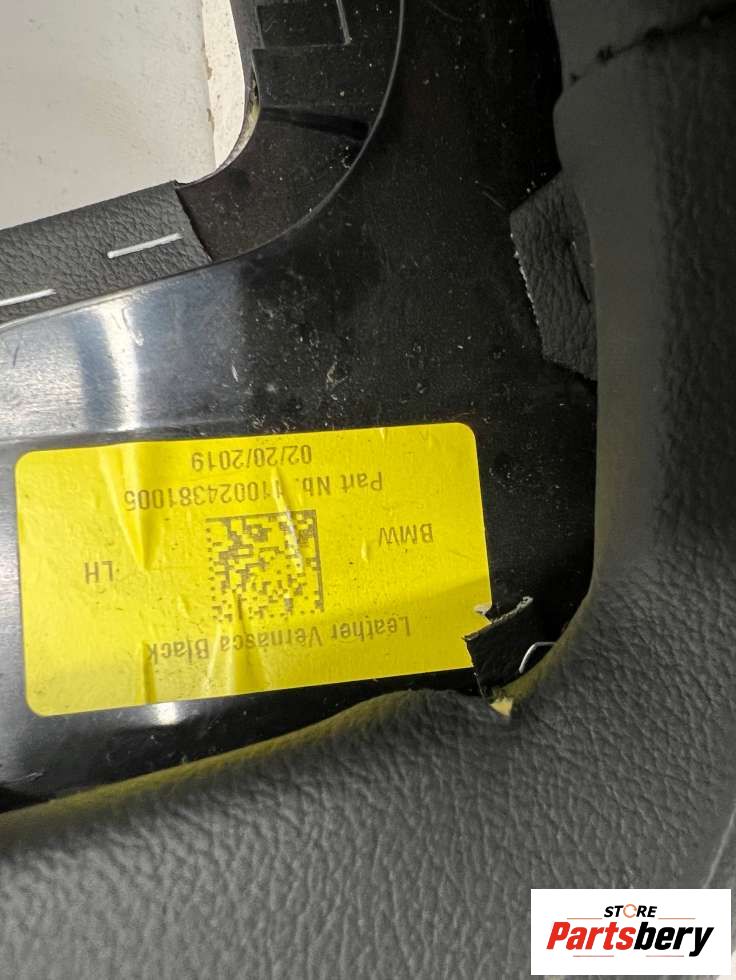 Leather Vernasca Black
BMW
LH
Part Nb. 110024381005
02/20/2019
STORE
Partsbery